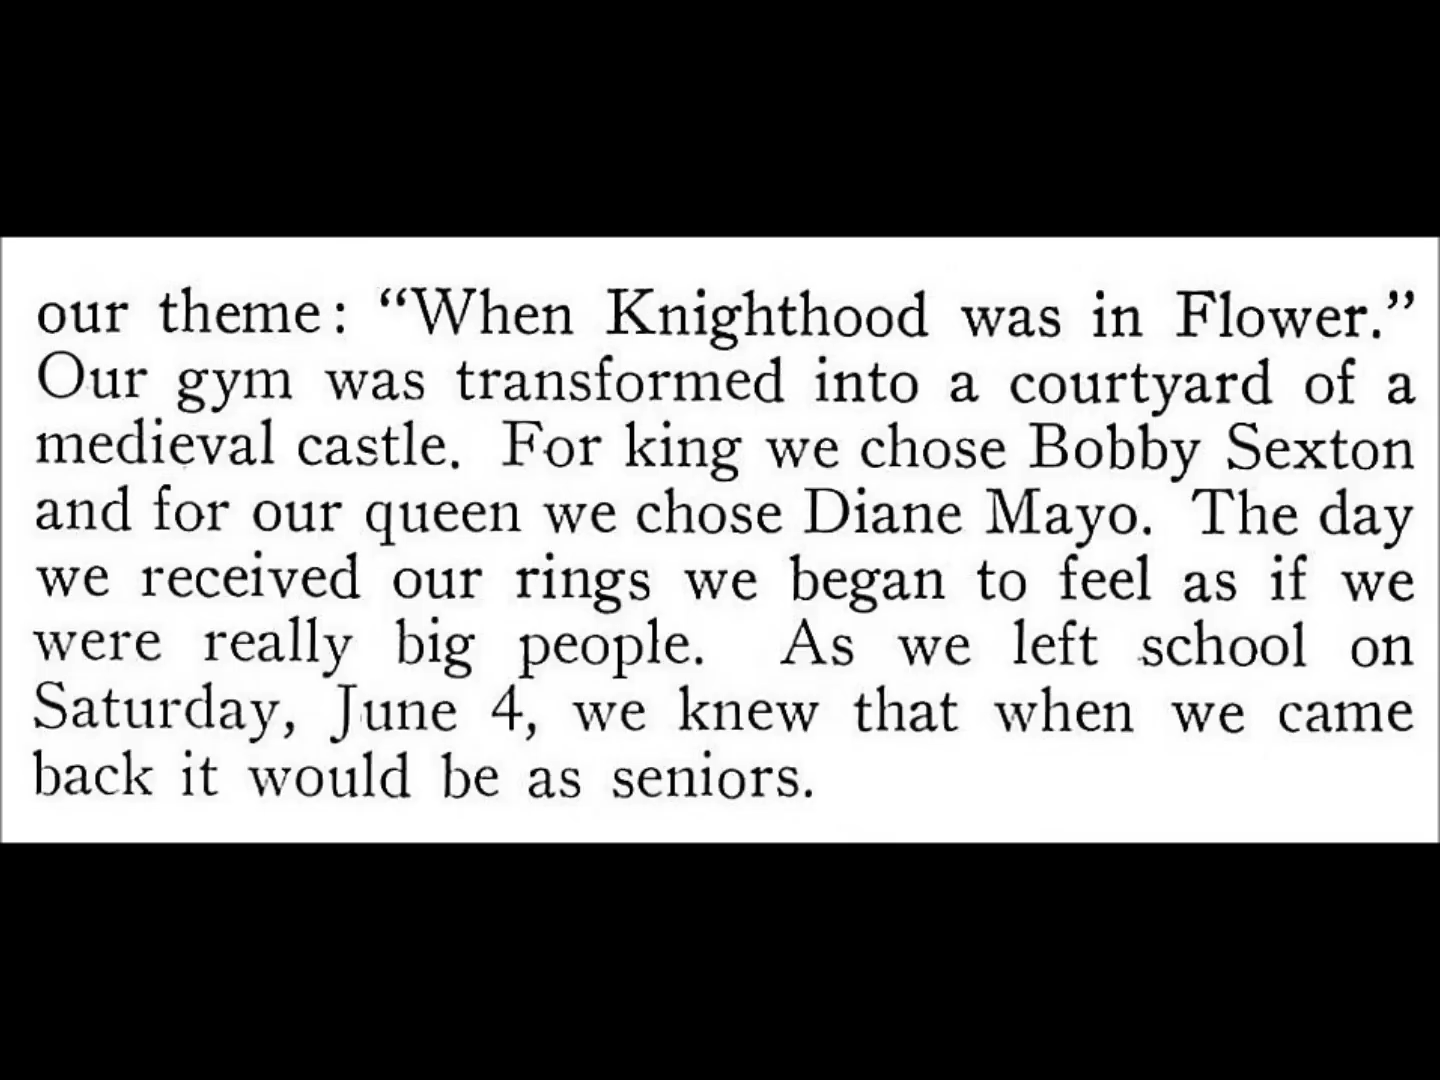 our theme: “When Knighthood was in Flower.”
Our gym was transformed into a courtyard of a
medieval castle. For king we chose Bobby Sexton
and for our queen we chose Diane Mayo. The day
we received our rings we began to feel as if we
were really big people. As we left school on
Saturday, June 4, we knew that when we came
back it would be as seniors.